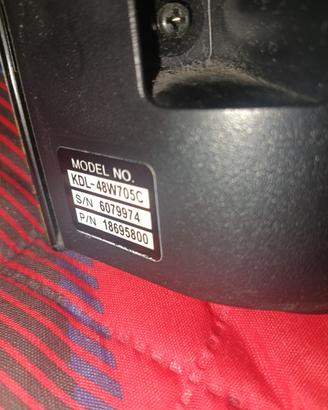 MODEL NO.
KDL-48W705C
S/N 6079974
P/N 18695800